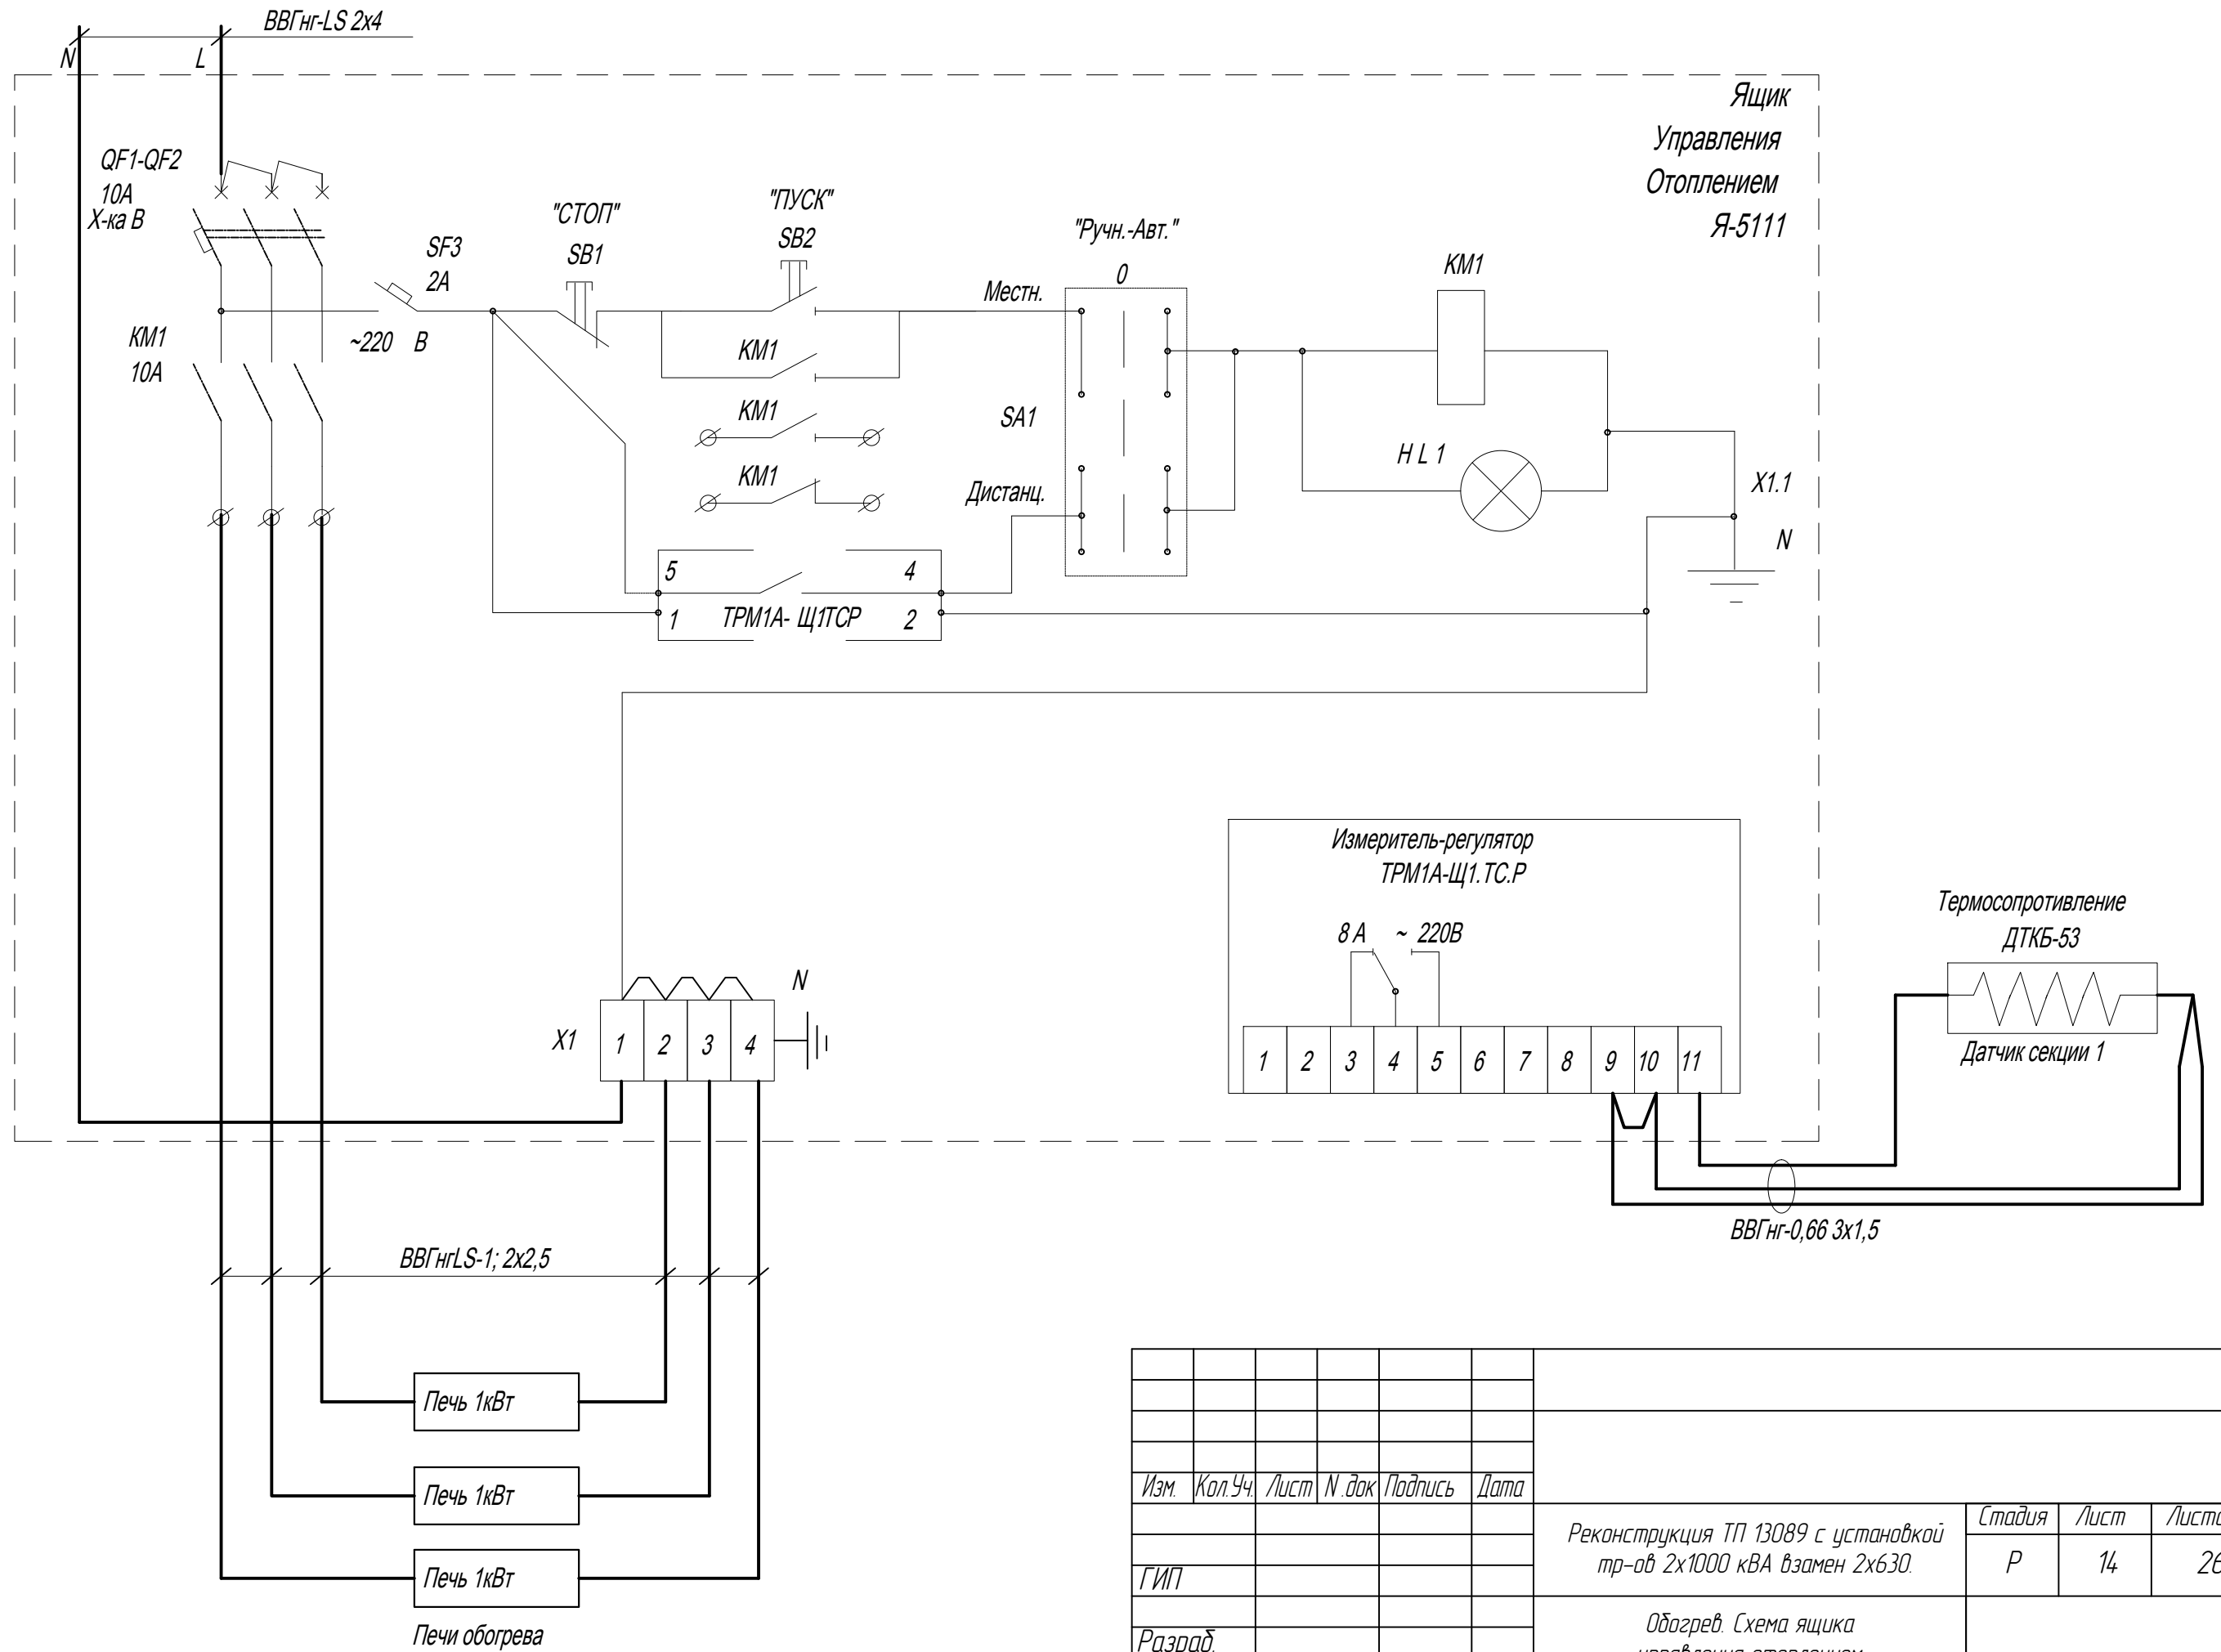 ВВГнг-LS 2х4
N
L
Ящик
Управления
Отоплением
Я-5111
QF1-QF2
10А
Х-ка В
SF3
2А
"СТОП"
SB1
"ПУСК"
SB2
"Ручн.-Авт."
0
КМ1
Местн.
КМ1
10А
~220 В
КМ1
КМ1
SA1
КМ1
H L 1
Дистанц.
X1.1
N
5
4
1
ТРМ1А- Щ1ТСР
2
Измеритель-регулятор
ТРМ1А-Щ1.ТС.Р
8 А ~ 220В
Термосопротивление
ДТКБ-53
Датчик секции 1
N
X1
1 2 3 4
1 2 3 4 5 6 7 8 9 10 11
ВВГнг-0,66 3х1,5
ВВГнгLS-1; 2х2,5
Печь 1кВт
Печь 1кВт
Печь 1кВт
Печи обогрева
Изм. Кол.Уч. Лист N.док Подпись Дата
Реконструкция ТП 13089 с установкой
тр-ов 2х1000 кВА взамен 2х630.
Стадия Лист
Р 14 26
ГИП
Разраб.
Обогрев. Схема ящика
управления отоплением